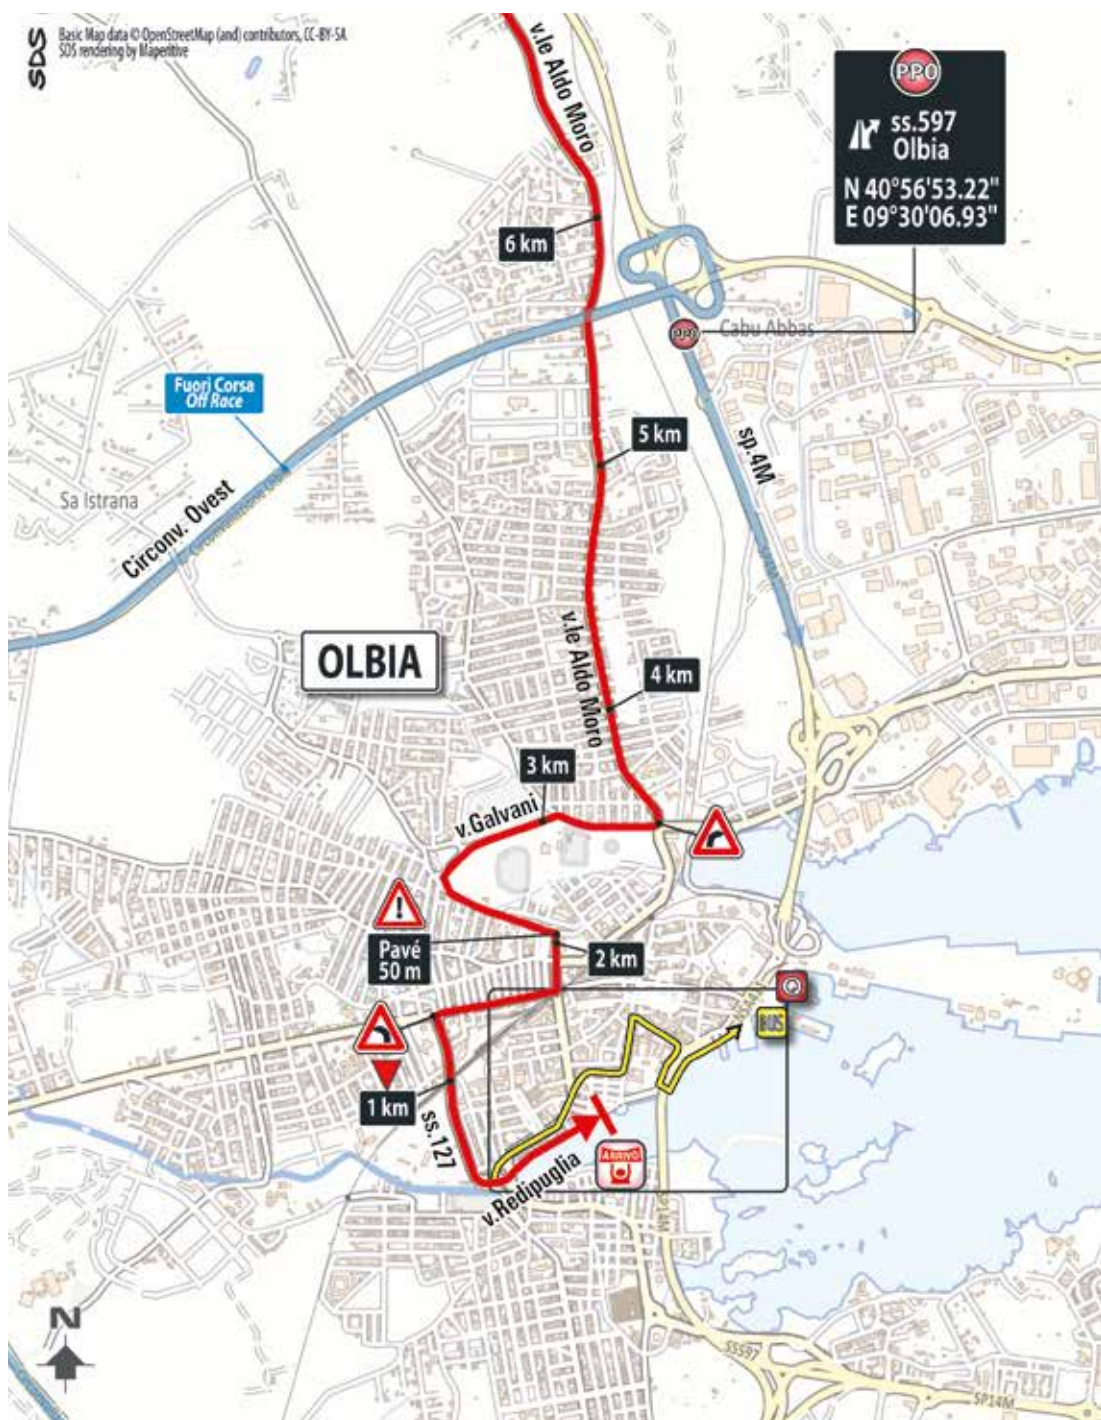 SDS
Basic Map data © OpenStreetMap (and) contributors, CC-BY-SA
SDS rendering by Maperitive
v.le Aldo Moro
PPO
ss.597
Olbia
N 40°56'53.22"
E 09°30'06.93"
6 km
PPO
Cabu Abbas
Fuori Corsa
Off Race
5 km
sp.4M
Sa Istrana
Circonv. Ovest
OLBIA
v.le Aldo Moro
4 km
3 km
v.Galvani
!
Pavé
50 m
2 km
BUS
1 km
ss.127
ARRIVO
v.Redipuglia
SP14M
N
SS597
SP14M